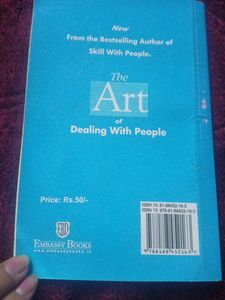 New
From the Bestselling Author of
Skill With People.
The
Art
of
Dealing With People
Price: Rs.50/-
EBC
EMBASSY BOOKS
www.embassybooks.in